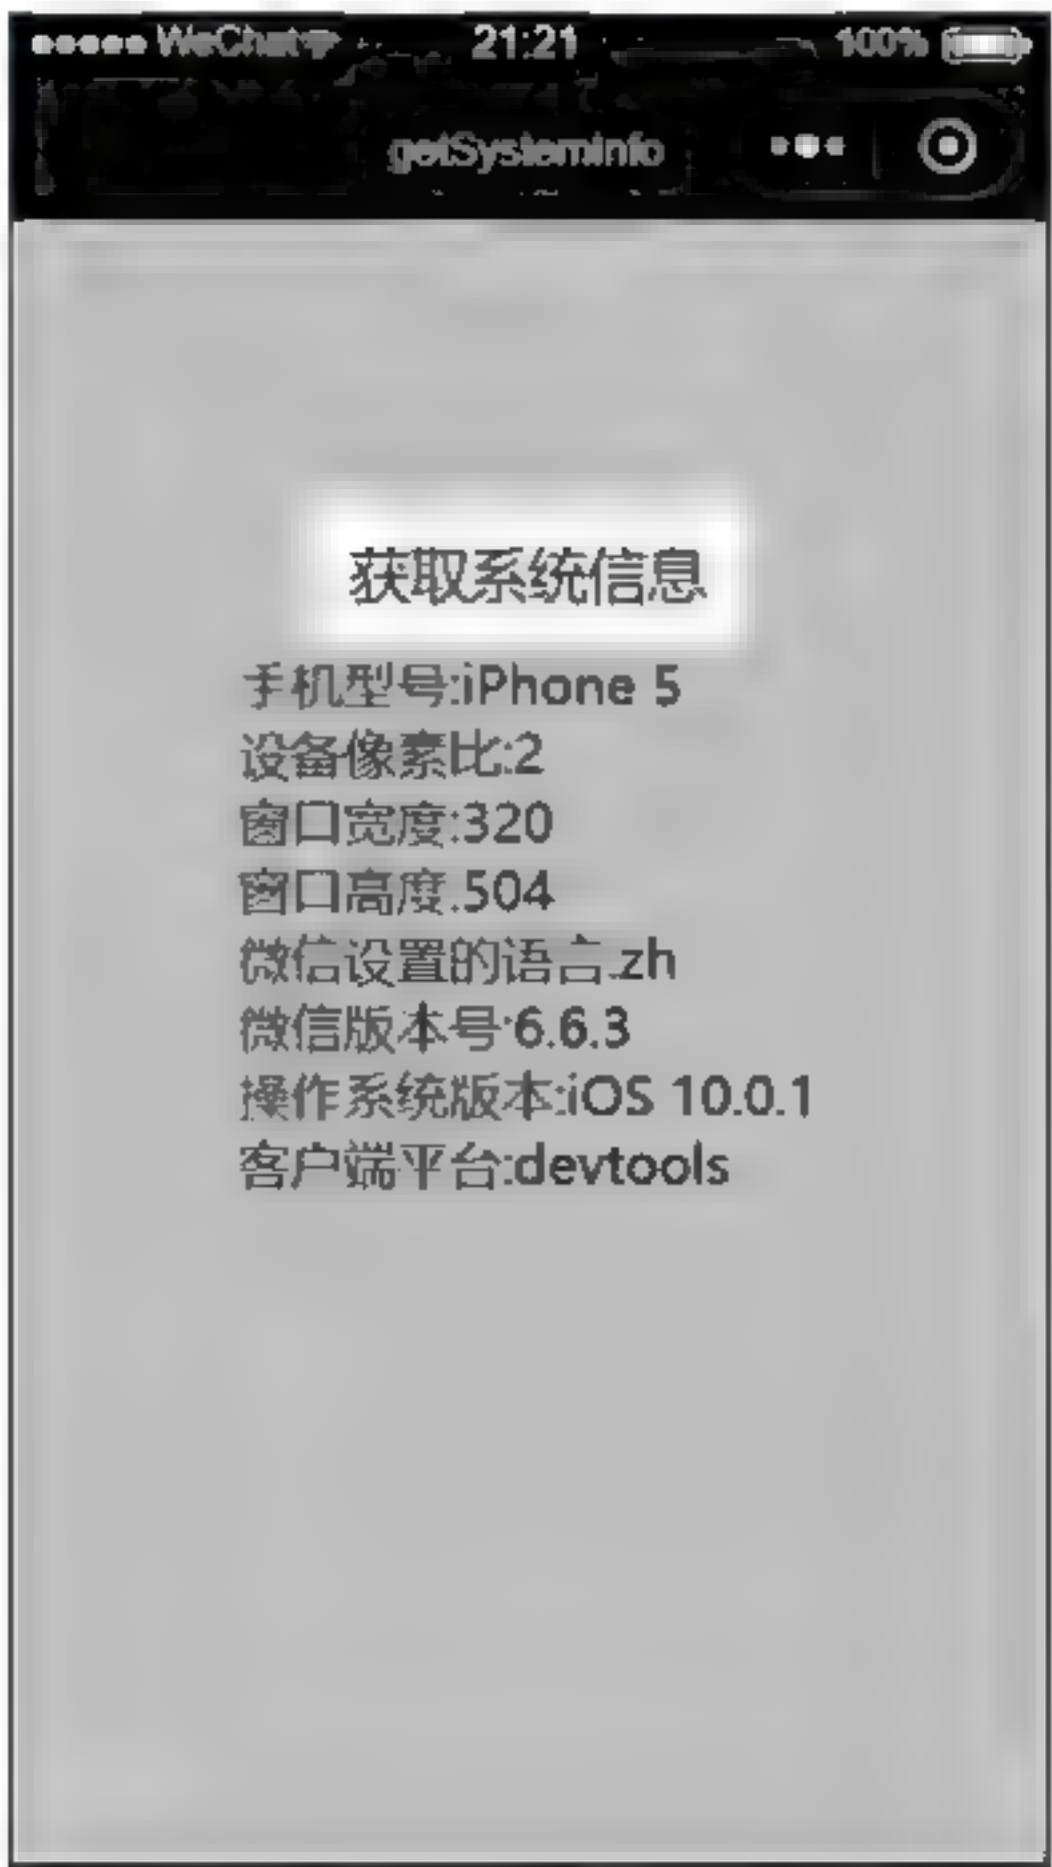 WeChat 21:21 100%
getSystemInfo
获取系统信息
手机型号:iPhone 5
设备像素比:2
窗口宽度:320
窗口高度:504
微信设置的语言:zh
微信版本号:6.6.3
操作系统版本:iOS 10.0.1
客户端平台:devtools